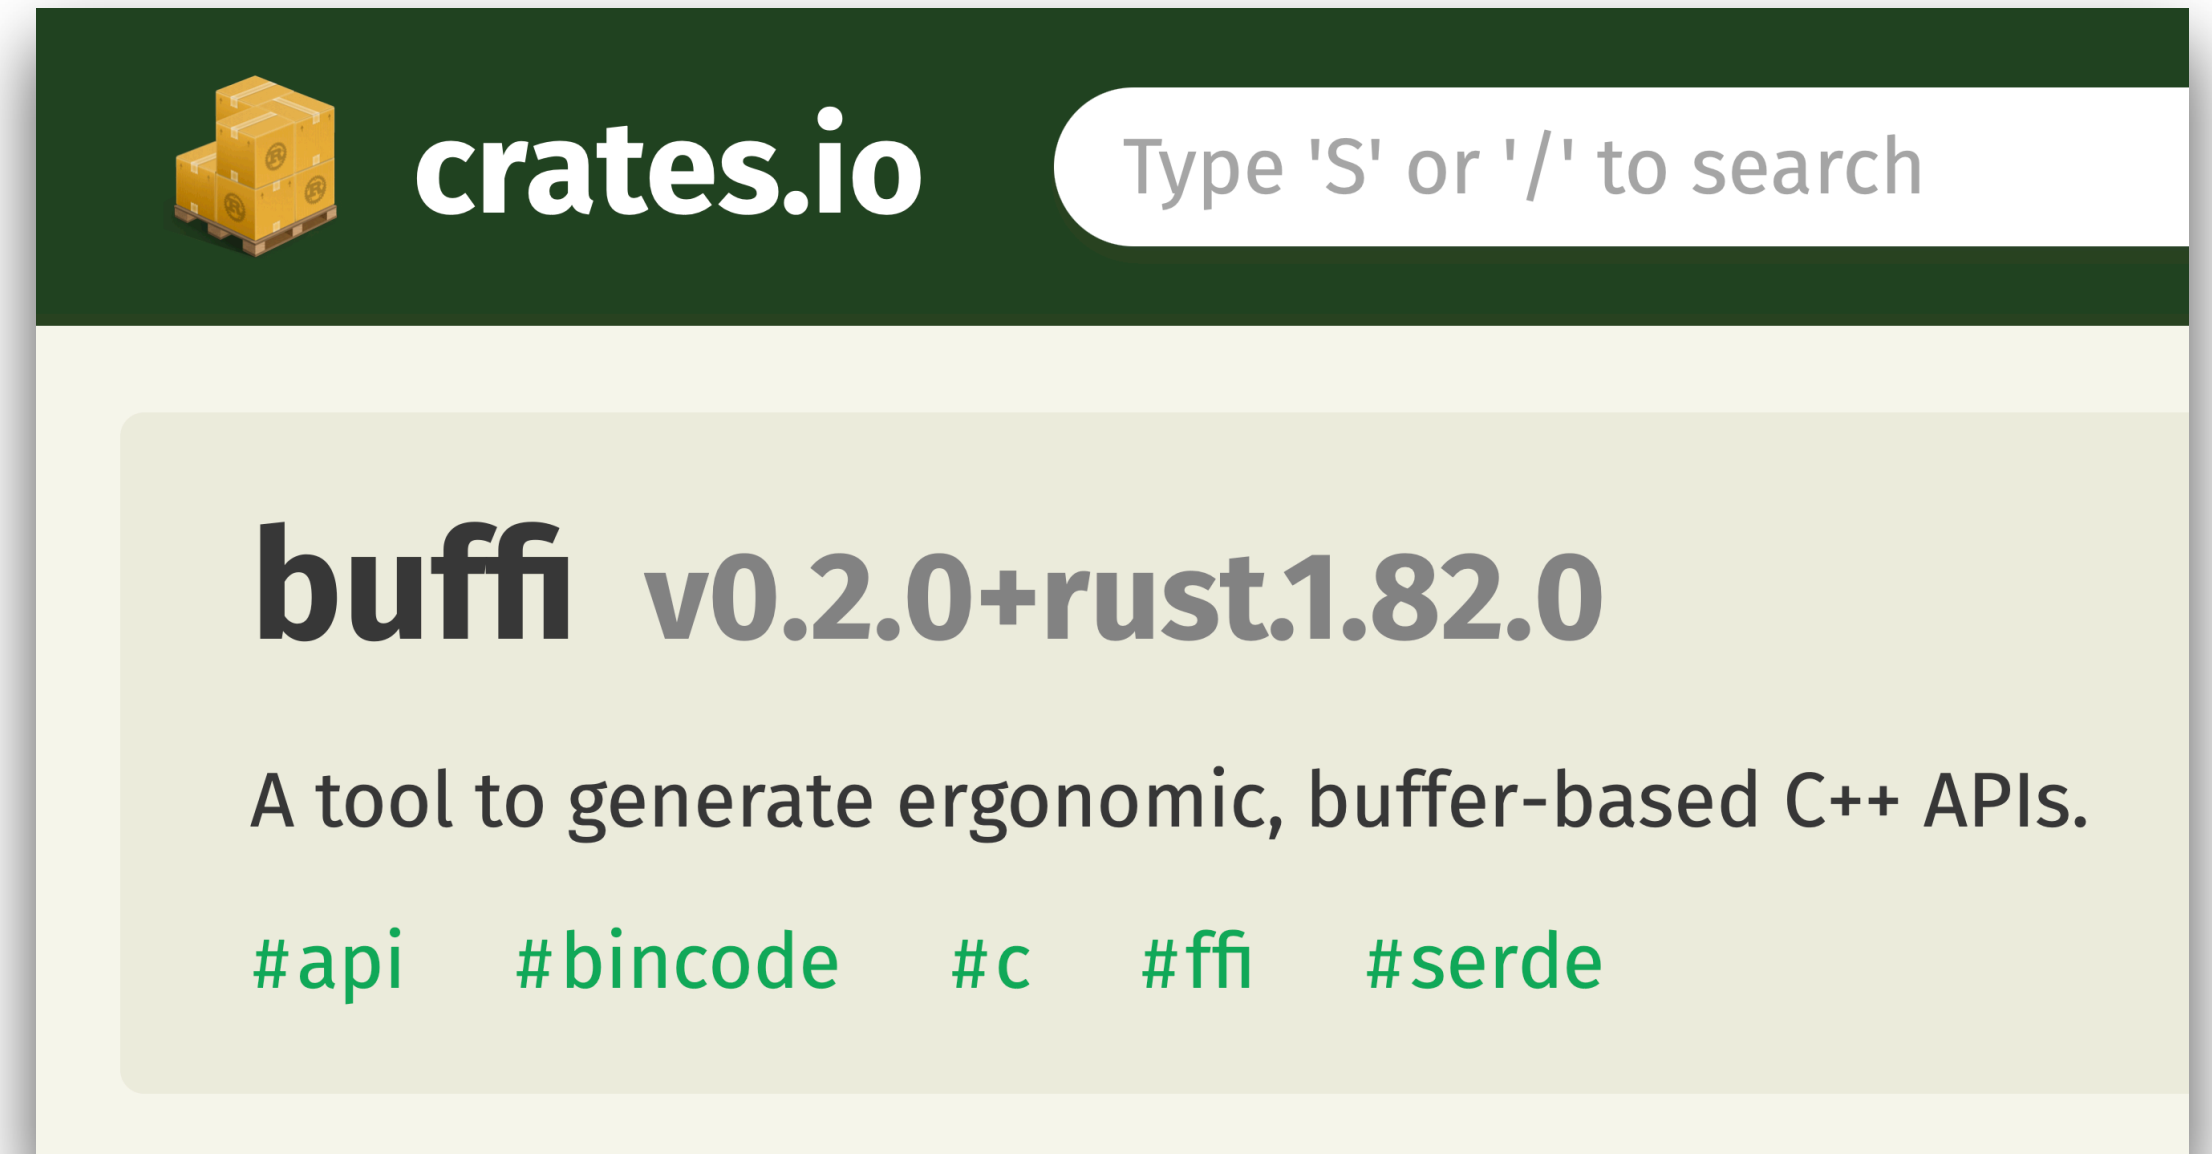 crates.io
Type 'S' or '/' to search
buffi v0.2.0+rust.1.82.0
A tool to generate ergonomic, buffer-based C++ APIs.
#api #bincode #c #ffi #serde